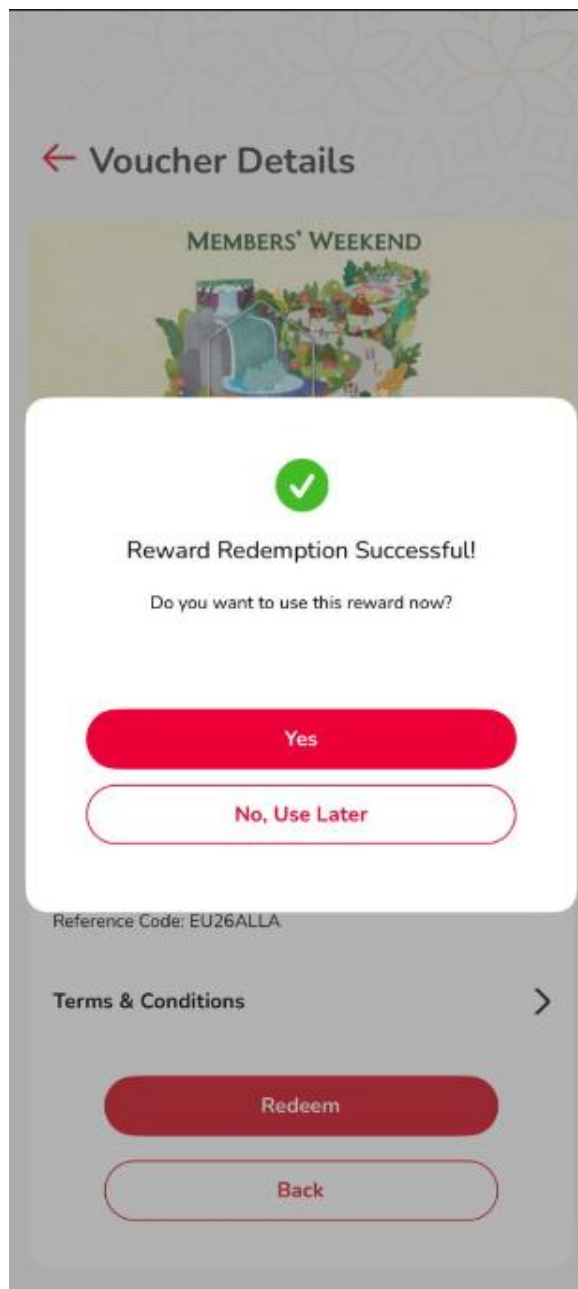 Voucher Details
MEMBERS' WEEKEND
Reward Redemption Successful!
Do you want to use this reward now?
Yes
No, Use Later
Reference Code: EU26ALLA
Terms & Conditions
Redeem
Back